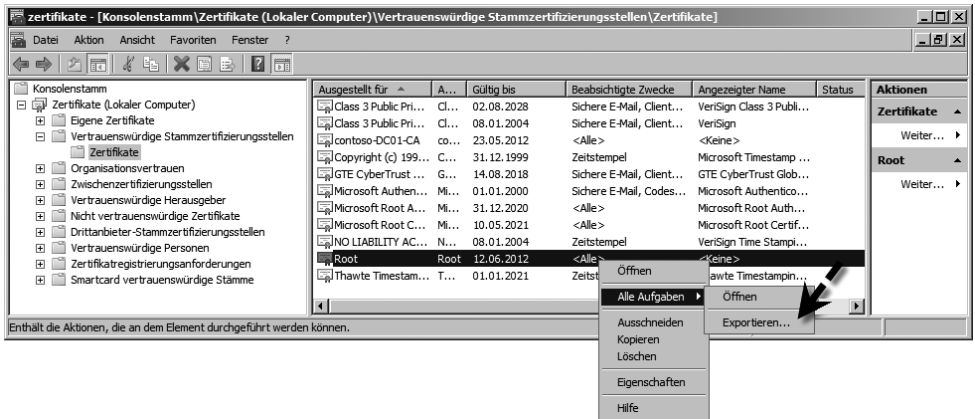 zertifikate - [Konsolenstamm\Zertifikate (Lokaler Computer)\Vertrauenswürdige Stammzertifizierungsstellen\Zertifikate]
Datei Aktion Ansicht Favoriten Fenster ?
Konsolenstamm
Zertifikate (Lokaler Computer)
Eigene Zertifikate
Vertrauenswürdige Stammzertifizierungsstellen
Zertifikate
Organisationsvertrauen
Zwischenzertifizierungsstellen
Vertrauenswürdige Herausgeber
Nicht vertrauenswürdige Zertifikate
Drittanbieter-Stammzertifizierungsstellen
Vertrauenswürdige Personen
Zertifikatregistrierungsanforderungen
Smartcard vertrauenswürdige Stämme
Ausgestellt für A... Gültig bis Beabsichtigte Zwecke Angezeigter Name Status
Class 3 Public Pri... Cl... 02.08.2028 Sichere E-Mail, Client... VeriSign Class 3 Publi...
Class 3 Public Pri... Cl... 08.01.2004 Sichere E-Mail, Client... VeriSign
contoso-DC01-CA co... 23.05.2012 <Alle> <Keine>
Copyright (c) 199... C... 31.12.1999 Zeitstempel Microsoft Timestamp ...
GTE CyberTrust ... G... 14.08.2018 Sichere E-Mail, Client... GTE CyberTrust Glob...
Microsoft Authen... Mi... 01.01.2000 Sichere E-Mail, Codes... Microsoft Authentico...
Microsoft Root A... Mi... 31.12.2020 <Alle> Microsoft Root Auth...
Microsoft Root C... Mi... 10.05.2021 <Alle> Microsoft Root Certif...
NO LIABILITY AC... N... 08.01.2004 Zeitstempel VeriSign Time Stampi...
Root Root 12.06.2012 <Alle> <Keine>
Thawte Timestam... T... 01.01.2021 Zeitst Thawte Timestampin...
Aktionen
Zertifikate
Weiter...
Root
Weiter...
Öffnen
Alle Aufgaben
Ausschneiden
Kopieren
Löschen
Eigenschaften
Hilfe
Öffnen
Exportieren...
Enthält die Aktionen, die an dem Element durchgeführt werden können.